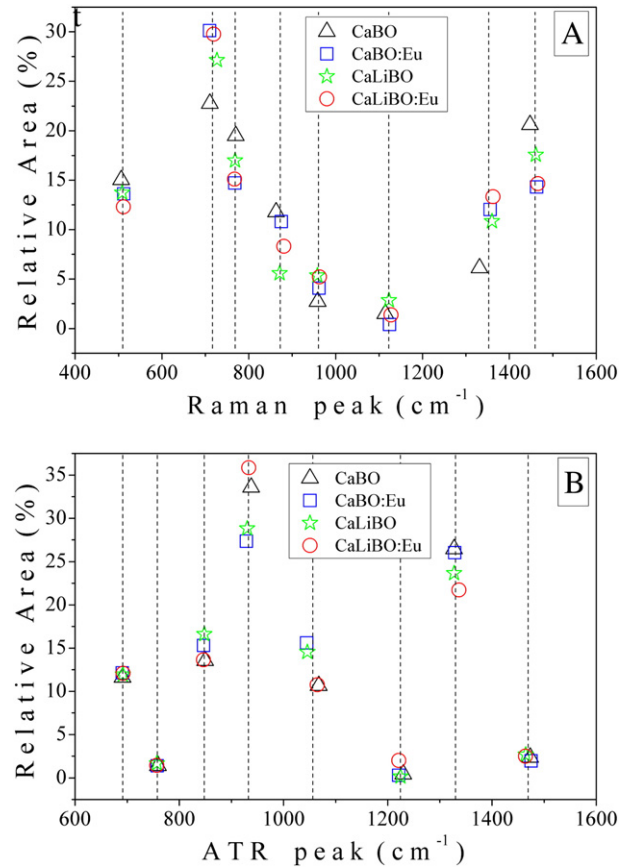 t
A
CaBO
CaBO:Eu
CaLiBO
CaLiBO:Eu
30
25
20
15
10
5
0
Relative Area (%)
400 600 800 1000 1200 1400 1600
Raman peak (cm⁻¹)
B
CaBO
CaBO:Eu
CaLiBO
CaLiBO:Eu
35
30
25
20
15
10
5
0
Relative Area (%)
600 800 1000 1200 1400 1600
ATR peak (cm⁻¹)